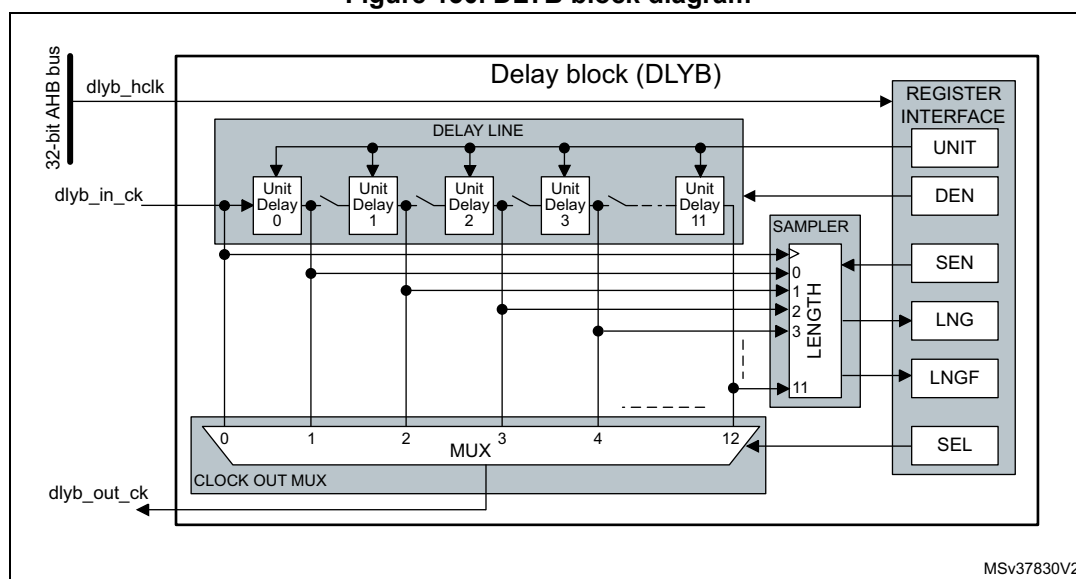 Delay block (DLYB)
32-bit AHB bus
dlyb_hclk
REGISTER
INTERFACE
DELAY LINE
UNIT
dlyb_in_ck
Unit
Delay
0
Unit
Delay
1
Unit
Delay
2
Unit
Delay
3
Unit
Delay
11
DEN
SAMPLER
SEN
0
1
2
3
11
LENGTH
LNG
LNGF
0
1
2
3
4
12
MUX
SEL
CLOCK OUT MUX
dlyb_out_ck
MSv37830V2